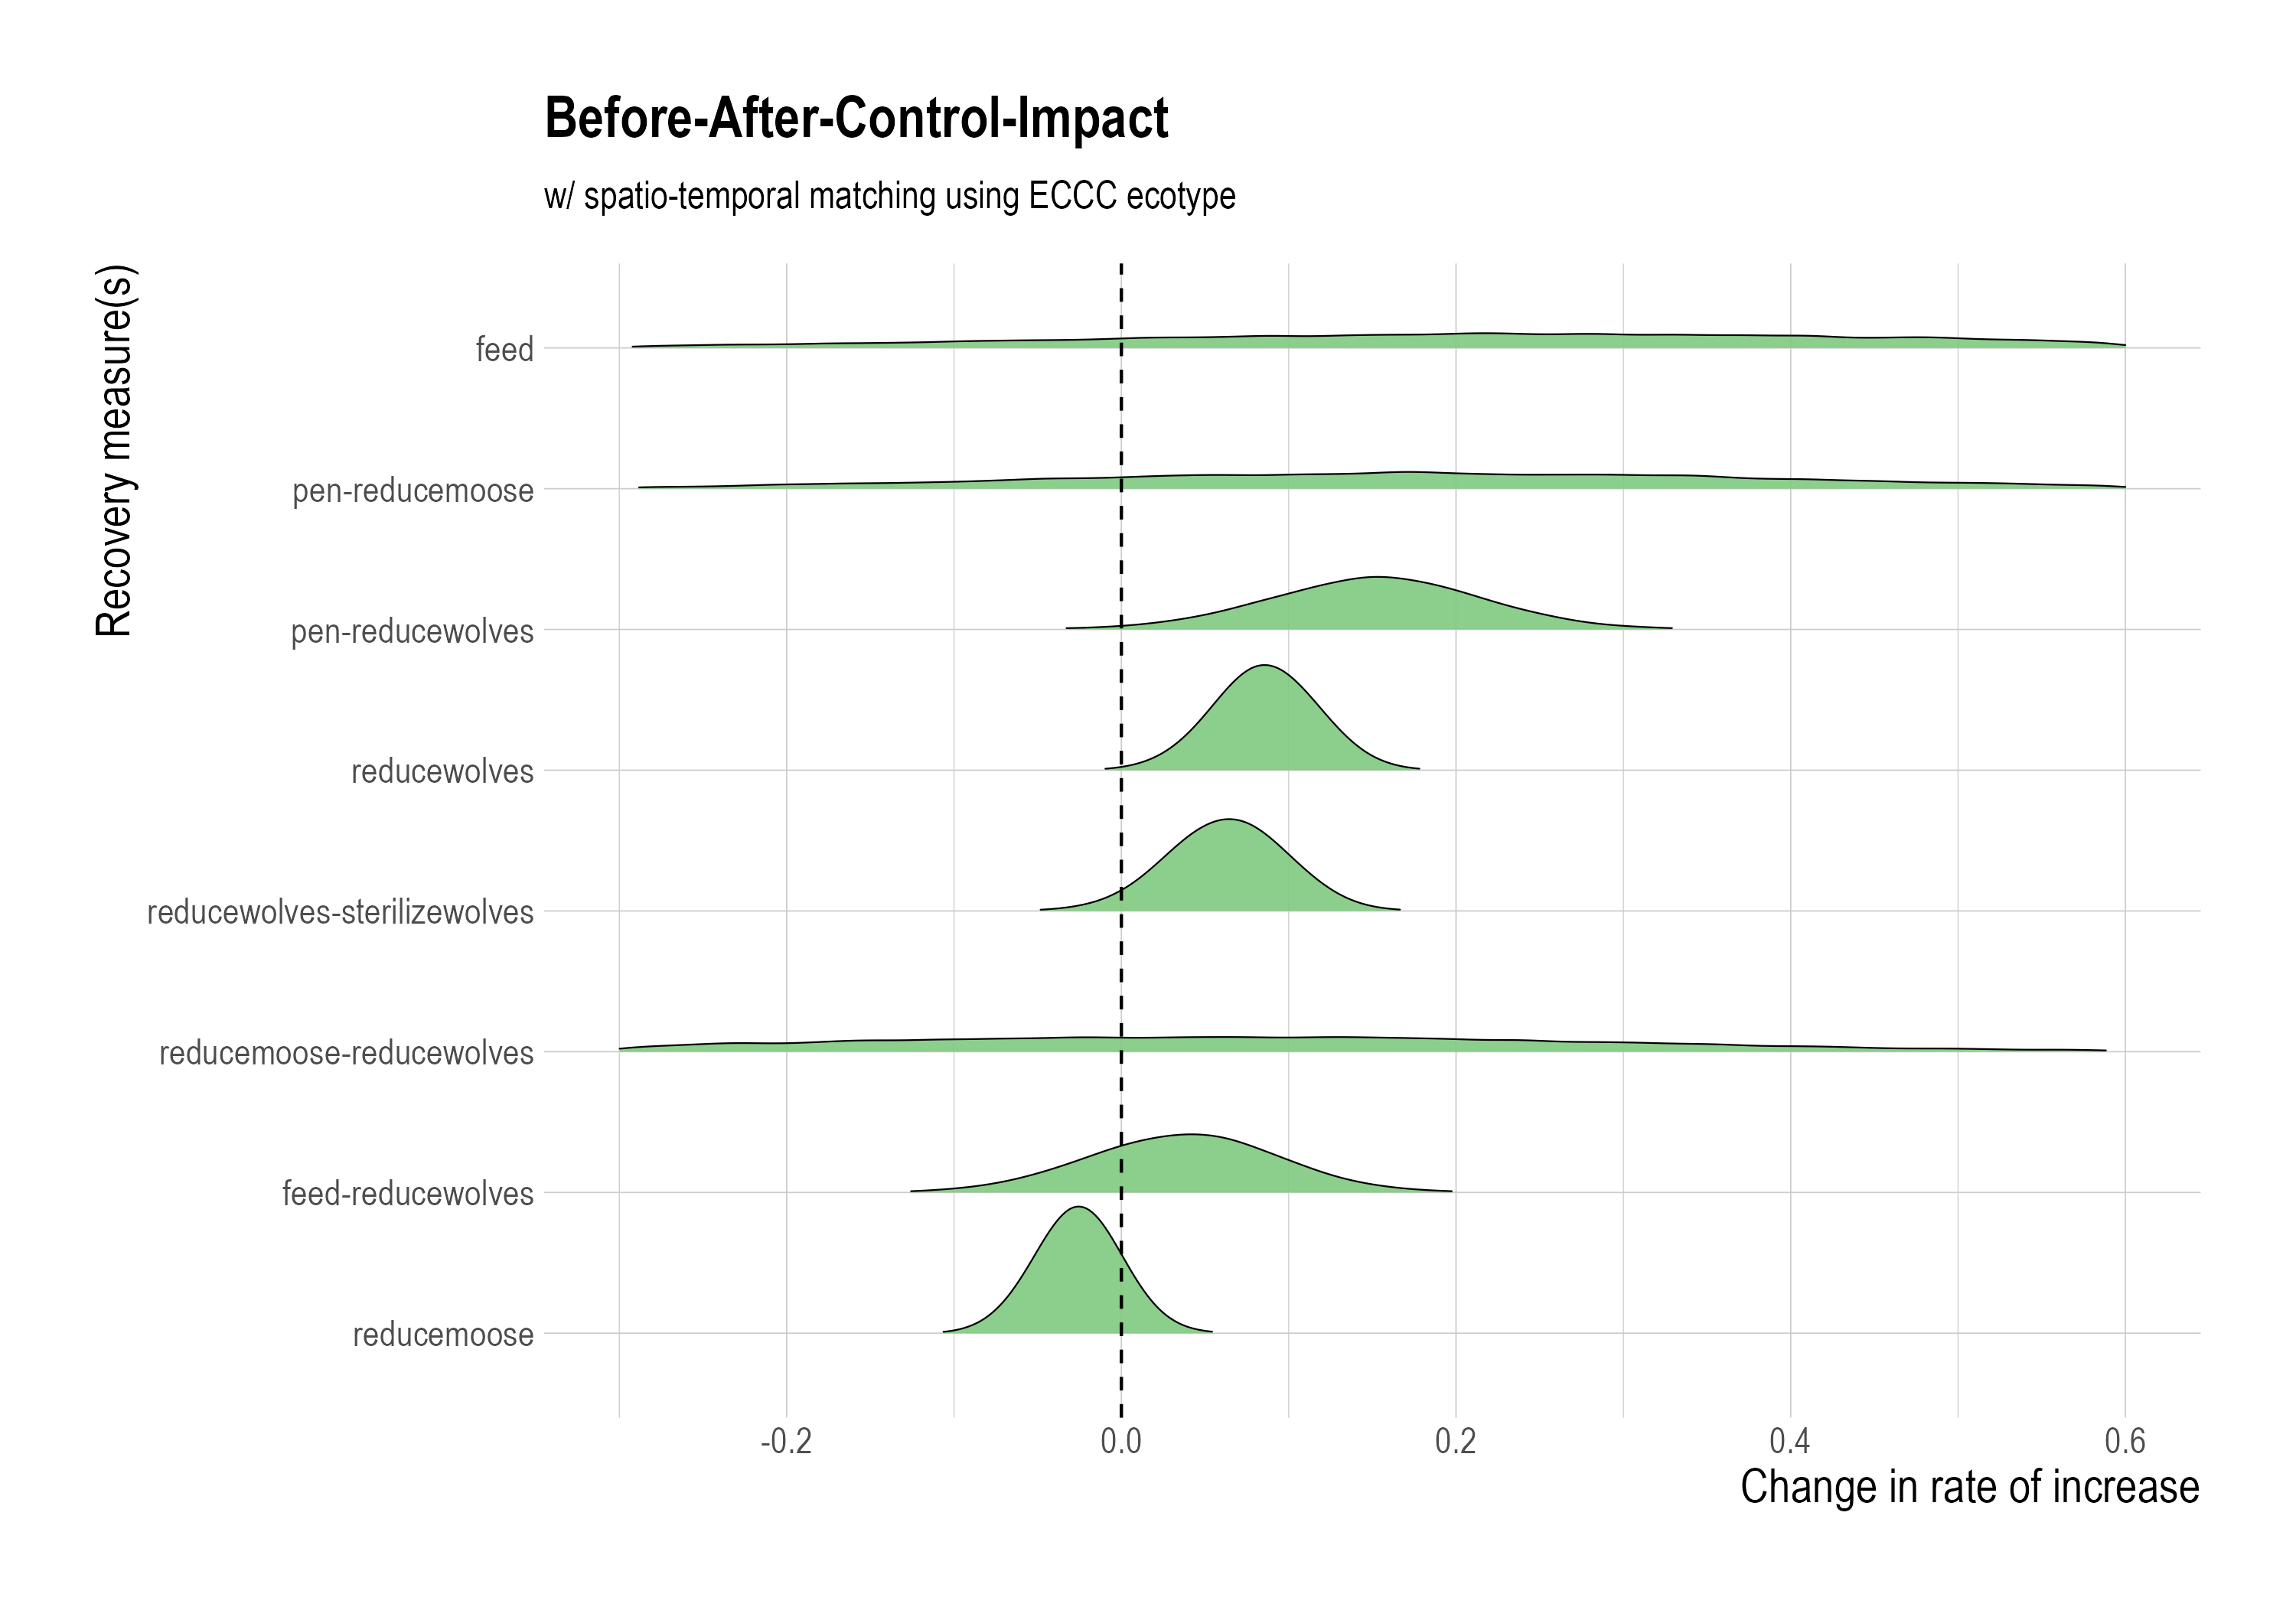 Before-After-Control-Impact
w/ spatio-temporal matching using ECCC ecotype
Recovery measure(s)
feed
pen-reducemoose
pen-reducewolves
reducewolves
reducewolves-sterilizewolves
reducemoose-reducewolves
feed-reducewolves
reducemoose
-0.2 0.0 0.2 0.4 0.6
Change in rate of increase